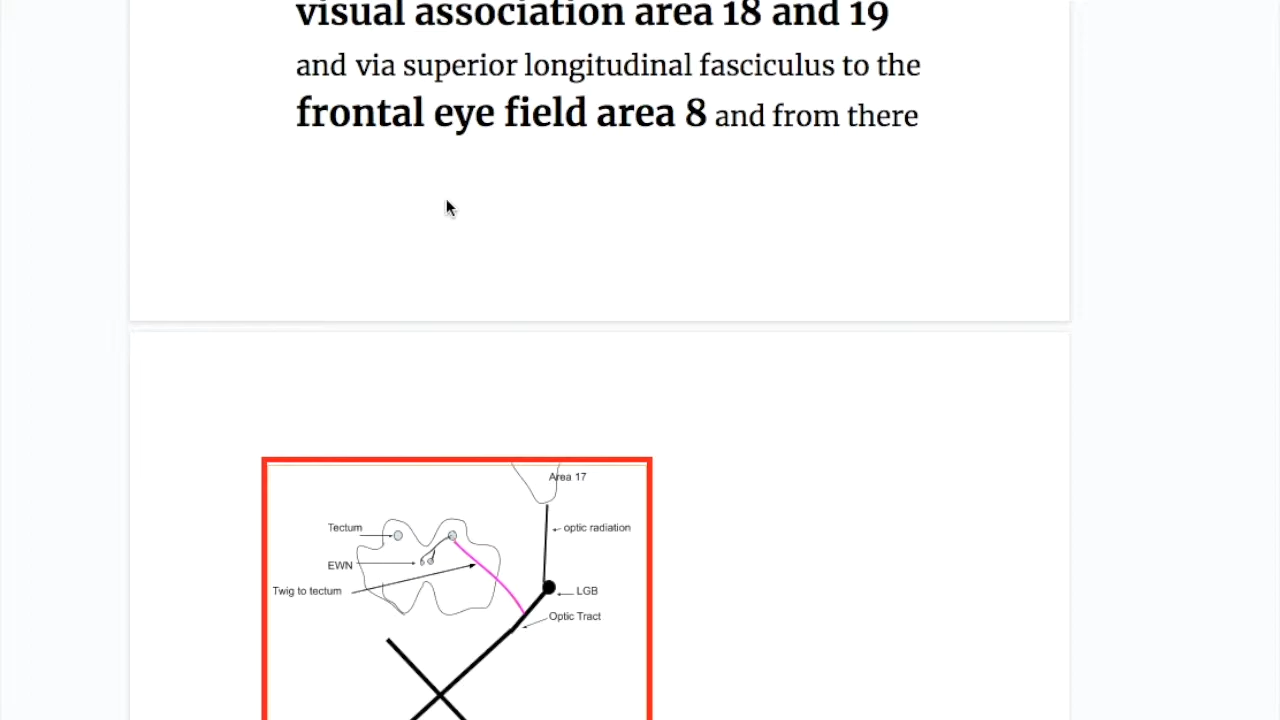 visual association area 18 and 19
and via superior longitudinal fasciculus to the
frontal eye field area 8 and from there
Area 17
Tectum
optic radiation
EWN
Twig to tectum
LGB
Optic Tract